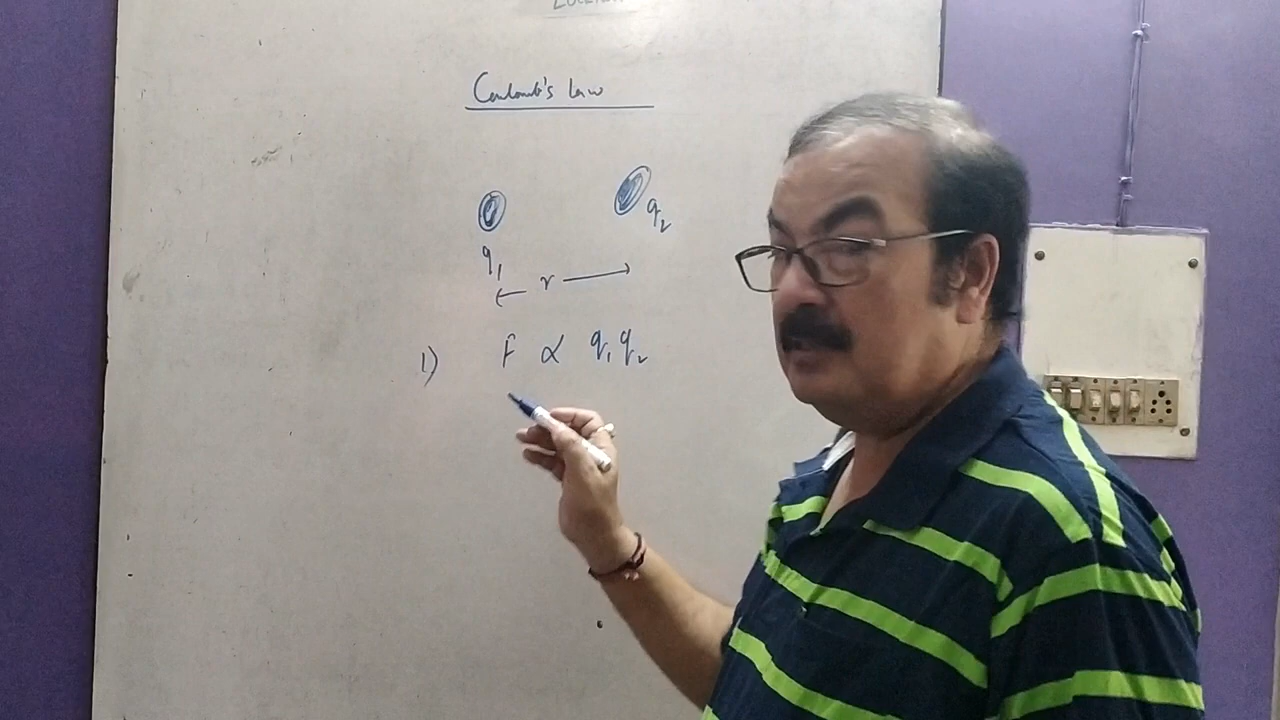 Coulomb's Law
q₂
q₁
r
1) F ∝ q₁q₂